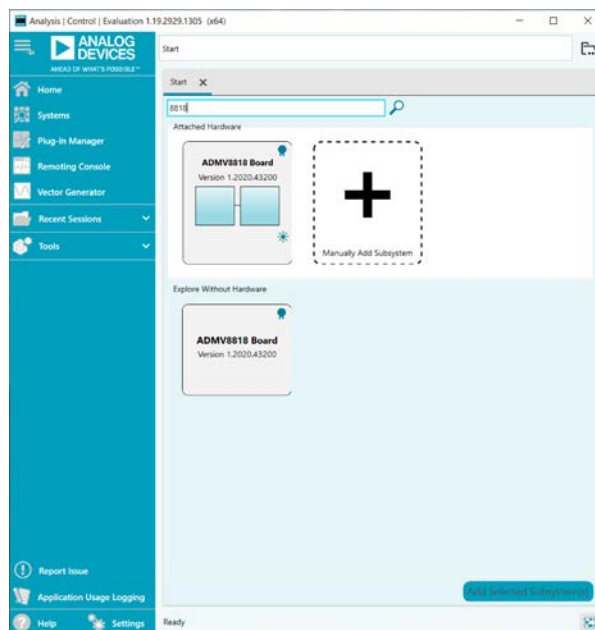 Analysis | Control | Evaluation 1.19.2929.1305 (x64)
ANALOG
DEVICES
AHEAD OF WHAT'S POSSIBLE™
Start
Home
Systems
Plug-in Manager
Remoting Console
Vector Generator
Recent Sessions
Tools
Report Issue
Application Usage Logging
Help
Settings
Start
8818
Attached Hardware
ADMV8818 Board
Version 1.2020.43200
Manually Add Subsystem
Explore Without Hardware
ADMV8818 Board
Version 1.2020.43200
Add Selected Subsystem(s)
Ready